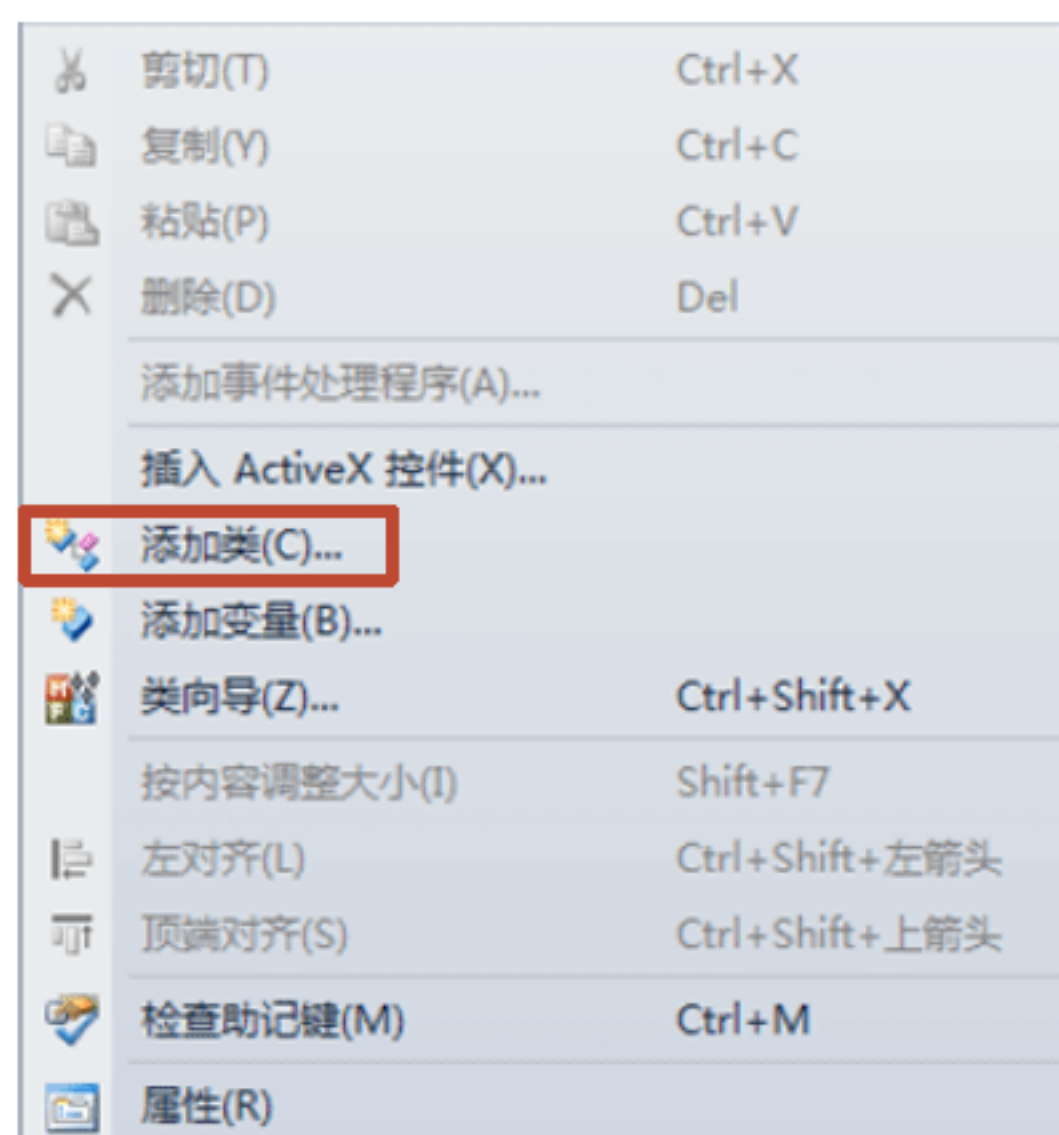 剪切(T) Ctrl+X
复制(Y) Ctrl+C
粘贴(P) Ctrl+V
删除(D) Del
添加事件处理程序(A)...
插入 ActiveX 控件(X)...
添加类(C)...
添加变量(B)...
类向导(Z)... Ctrl+Shift+X
按内容调整大小(I) Shift+F7
左对齐(L) Ctrl+Shift+左箭头
顶端对齐(S) Ctrl+Shift+上箭头
检查助记键(M) Ctrl+M
属性(R)